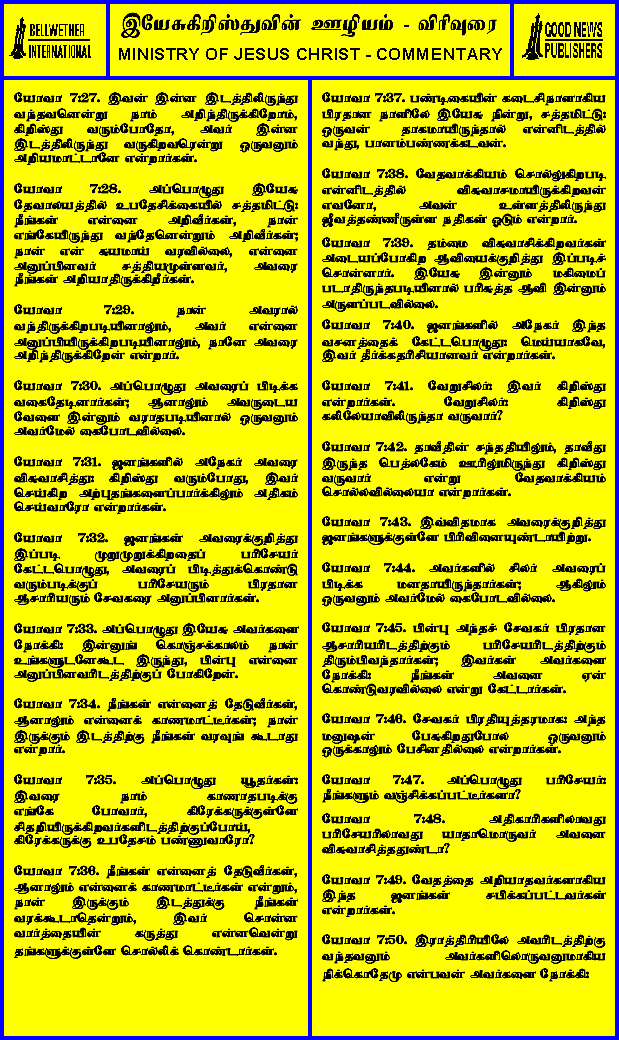 BELLWETHER
INTERNATIONAL
இயேசுகிறிஸ்துவின் ஊழியம் - விரிவுரை
MINISTRY OF JESUS CHRIST - COMMENTARY
GOOD NEWS
PUBLISHERS
யோவா 7:27. இவன் இன்ன இடத்திலிருந்து
வந்தவனென்று நாம் அறிந்திருக்கிறோம்,
கிறிஸ்து வரும்போதோ, அவர் இன்ன
இடத்திலிருந்து வருகிறவரென்று ஒருவனும்
அறியமாட்டானே என்றார்கள்.
யோவா 7:28. அப்பொழுது இயேசு
தேவாலயத்தில் உபதேசிக்கையில் சத்தமிட்டு:
நீங்கள் என்னை அறிவீர்கள், நான்
எங்கேயிருந்து வந்தேனென்றும் அறிவீர்கள்;
நான் என் சுயமாய் வரவில்லை, என்னை
அனுப்பினவர் சத்தியமுள்ளவர், அவரை
நீங்கள் அறியாதிருக்கிறீர்கள்.
யோவா 7:29. நான் அவரால்
வந்திருக்கிறபடியினாலும், அவர் என்னை
அனுப்பியிருக்கிறபடியினாலும், நானே அவரை
அறிந்திருக்கிறேன் என்றார்.
யோவா 7:30. அப்பொழுது அவரைப் பிடிக்க
வகைதேடினார்கள்; ஆனாலும் அவருடைய
வேளை இன்னும் வராதபடியினால் ஒருவனும்
அவர்மேல் கைபோடவில்லை.
யோவா 7:31. ஜனங்களில் அநேகர் அவரை
விசுவாசித்து: கிறிஸ்து வரும்போது, இவர்
செய்கிற அற்புதங்களைப்பார்க்கிலும் அதிகம்
செய்வாரோ என்றார்கள்.
யோவா 7:32. ஜனங்கள் அவரைக்குறித்து
இப்படி முறுமுறுக்கிறதைப் பரிசேயர்
கேட்டபொழுது, அவரைப் பிடித்துக்கொண்டு
வரும்படிக்குப் பரிசேயரும் பிரதான
ஆசாரியரும் சேவகரை அனுப்பினார்கள்.
யோவா 7:33. அப்பொழுது இயேசு அவர்களை
நோக்கி: இன்னுங் கொஞ்சக்காலம் நான்
உங்களுடனேகூட இருந்து, பின்பு என்னை
அனுப்பினவரிடத்திற்குப் போகிறேன்.
யோவா 7:34. நீங்கள் என்னைத் தேடுவீர்கள்,
ஆனாலும் என்னைக் காணமாட்டீர்கள்; நான்
இருக்கும் இடத்திற்கு நீங்கள் வரவுங் கூடாது
என்றார்.
யோவா 7:35. அப்பொழுது யூதர்கள்:
இவரை நாம் காணாதபடிக்கு
எங்கே போவார், கிரேக்கருக்குள்ளே
சிதறியிருக்கிறவர்களிடத்திற்குப்போய்,
கிரேக்கருக்கு உபதேசம் பண்ணுவாரோ?
யோவா 7:36. நீங்கள் என்னைத் தேடுவீர்கள்,
ஆனாலும் என்னைக் காணமாட்டீர்கள் என்றும்,
நான் இருக்கும் இடத்துக்கு நீங்கள்
வரக்கூடாதென்றும், இவர் சொன்ன
வார்த்தையின் கருத்து என்னவென்று
தங்களுக்குள்ளே சொல்லிக் கொண்டார்கள்.
யோவா 7:37. பண்டிகையின் கடைசிநாளாகிய
பிரதான நாளிலே இயேசு நின்று, சத்தமிட்டு:
ஒருவன் தாகமாயிருந்தால் என்னிடத்தில்
வந்து, பானம்பண்ணக்கடவன்.
யோவா 7:38. வேதவாக்கியம் சொல்லுகிறபடி
என்னிடத்தில் விசுவாசமாயிருக்கிறவன்
எவனோ, அவன் உள்ளத்திலிருந்து
ஜீவத்தண்ணீருள்ள நதிகள் ஓடும் என்றார்.
யோவா 7:39. தம்மை விசுவாசிக்கிறவர்கள்
அடையப்போகிற ஆவியைக்குறித்து இப்படிச்
சொன்னார். இயேசு இன்னும் மகிமைப்
படாதிருந்தபடியினால் பரிசுத்த ஆவி இன்னும்
அருளப்படவில்லை.
யோவா 7:40. ஜனங்களில் அநேகர் இந்த
வசனத்தைக் கேட்டபொழுது: மெய்யாகவே,
இவர் தீர்க்கதரிசியானவர் என்றார்கள்.
யோவா 7:41. வேறுசிலர்: இவர் கிறிஸ்து
என்றார்கள். வேறுசிலர்: கிறிஸ்து
கலிலேயாவிலிருந்தா வருவார்?
யோவா 7:42. தாவீதின் சந்ததியிலும், தாவீது
இருந்த பெத்லகேம் ஊரிலுமிருந்து கிறிஸ்து
வருவார் என்று வேதவாக்கியம்
சொல்லவில்லையா என்றார்கள்.
யோவா 7:43. இவ்விதமாக அவரைக்குறித்து
ஜனங்களுக்குள்ளே பிரிவினையுண்டாயிற்று.
யோவா 7:44. அவர்களில் சிலர் அவரைப்
பிடிக்க மனதாயிருந்தார்கள்; ஆகிலும்
ஒருவனும் அவர்மேல் கைபோடவில்லை.
யோவா 7:45. பின்பு அந்தச் சேவகர் பிரதான
ஆசாரியரிடத்திற்கும் பரிசேயரிடத்திற்கும்
திரும்பிவந்தார்கள்; இவர்கள் அவர்களை
நோக்கி: நீங்கள் அவனை ஏன்
கொண்டுவரவில்லை என்று கேட்டார்கள்.
யோவா 7:46. சேவகர் பிரதியுத்தரமாக: அந்த
மனுஷன் பேசுகிறதுபோல ஒருவனும்
ஒருக்காலும் பேசினதில்லை என்றார்கள்.
யோவா 7:47. அப்பொழுது பரிசேயர்:
நீங்களும் வஞ்சிக்கப்பட்டீர்களா?
யோவா 7:48. அதிகாரிகளிலாவது
பரிசேயரிலாவது யாதாமொருவர் அவனை
விசுவாசித்ததுண்டா?
யோவா 7:49. வேதத்தை அறியாதவர்களாகிய
இந்த ஜனங்கள் சபிக்கப்பட்டவர்கள்
என்றார்கள்.
யோவா 7:50. இராத்திரியிலே அவரிடத்திற்கு
வந்தவனும் அவர்களிலொருவனுமாகிய
நிக்கொதேமு என்பவன் அவர்களை நோக்கி: